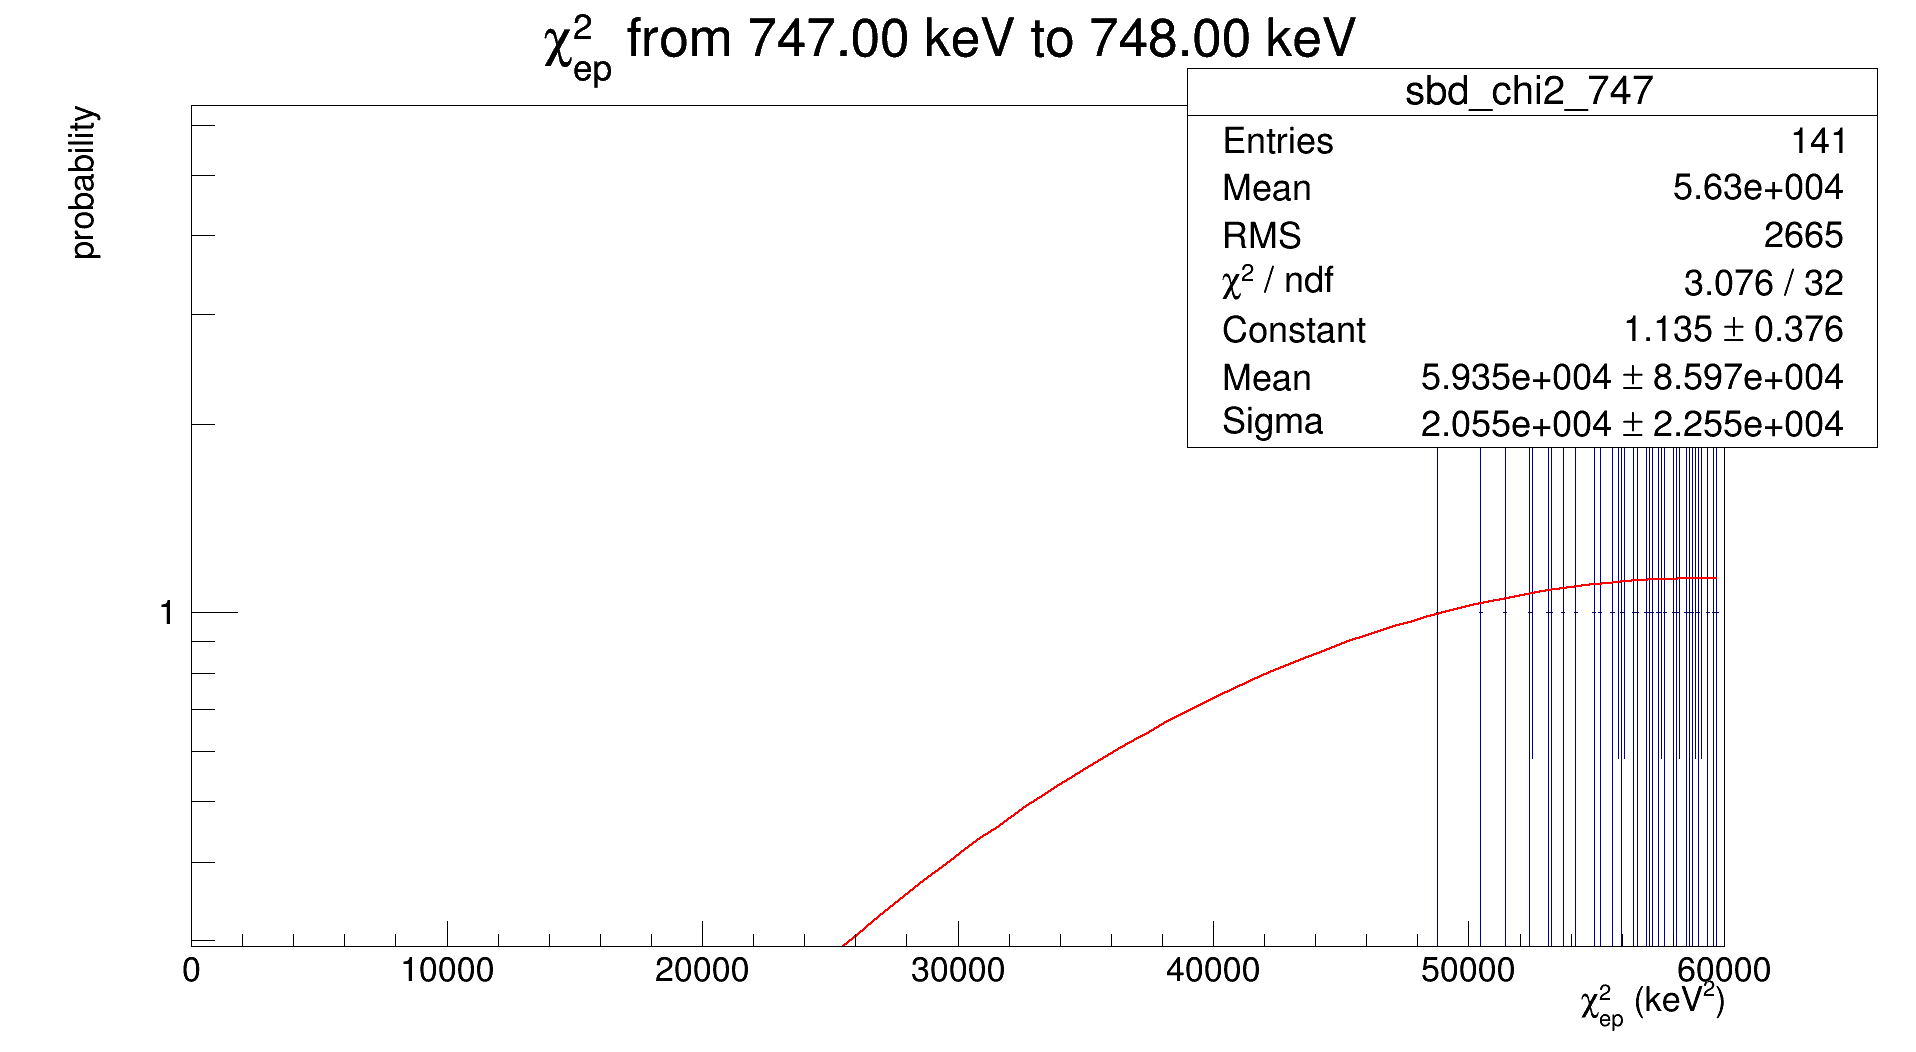 χ²ep from 747.00 keV to 748.00 keV
probability
sbd_chi2_747
Entries 141
Mean 5.63e+004
RMS 2665
χ² / ndf 3.076 / 32
Constant 1.135 ± 0.376
Mean 5.935e+004 ± 8.597e+004
Sigma 2.055e+004 ± 2.255e+004
1
0 10000 20000 30000 40000 50000 60000
χ²ep (keV²)